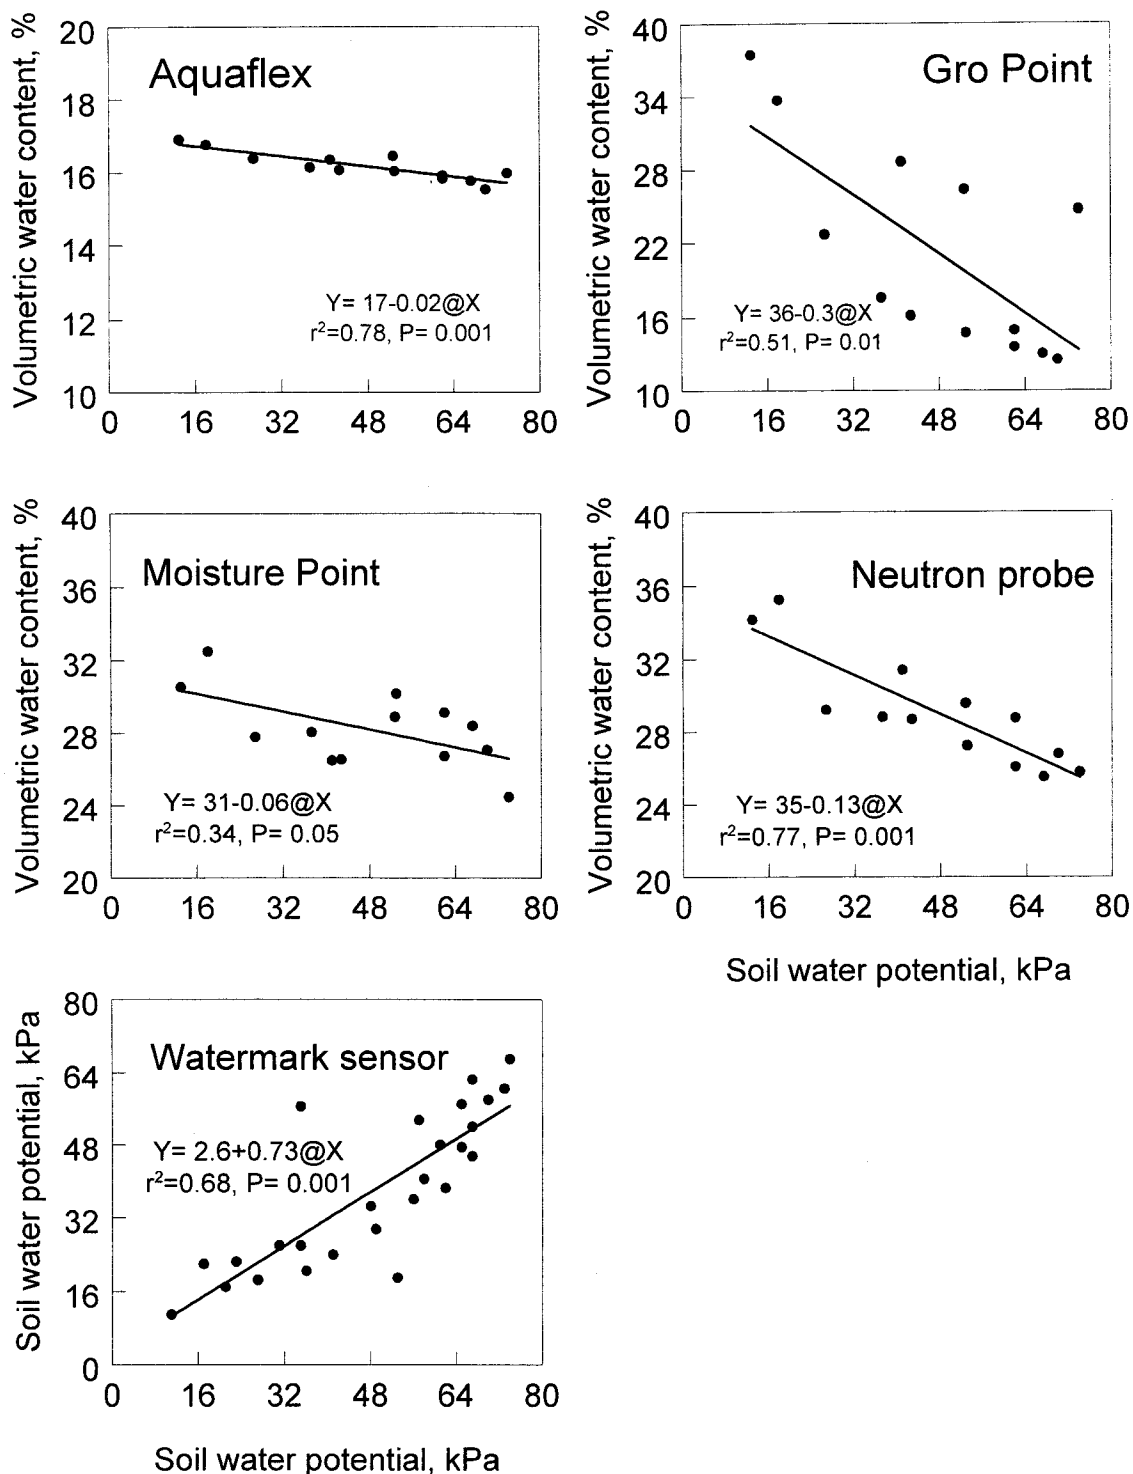 Volumetric water content, %
20
18
16
14
12
10
Aquaflex
Y= 17-0.02@X
r²=0.78, P= 0.001
0 16 32 48 64 80
Volumetric water content, %
40
34
28
22
16
10
Gro Point
Y= 36-0.3@X
r²=0.51, P= 0.01
0 16 32 48 64 80
Volumetric water content, %
40
36
32
28
24
20
Moisture Point
Y= 31-0.06@X
r²=0.34, P= 0.05
0 16 32 48 64 80
Volumetric water content, %
40
36
32
28
24
20
Neutron probe
Y= 35-0.13@X
r²=0.77, P= 0.001
0 16 32 48 64 80
Soil water potential, kPa
Soil water potential, kPa
80
64
48
32
16
0
Watermark sensor
Y= 2.6+0.73@X
r²=0.68, P= 0.001
0 16 32 48 64 80
Soil water potential, kPa